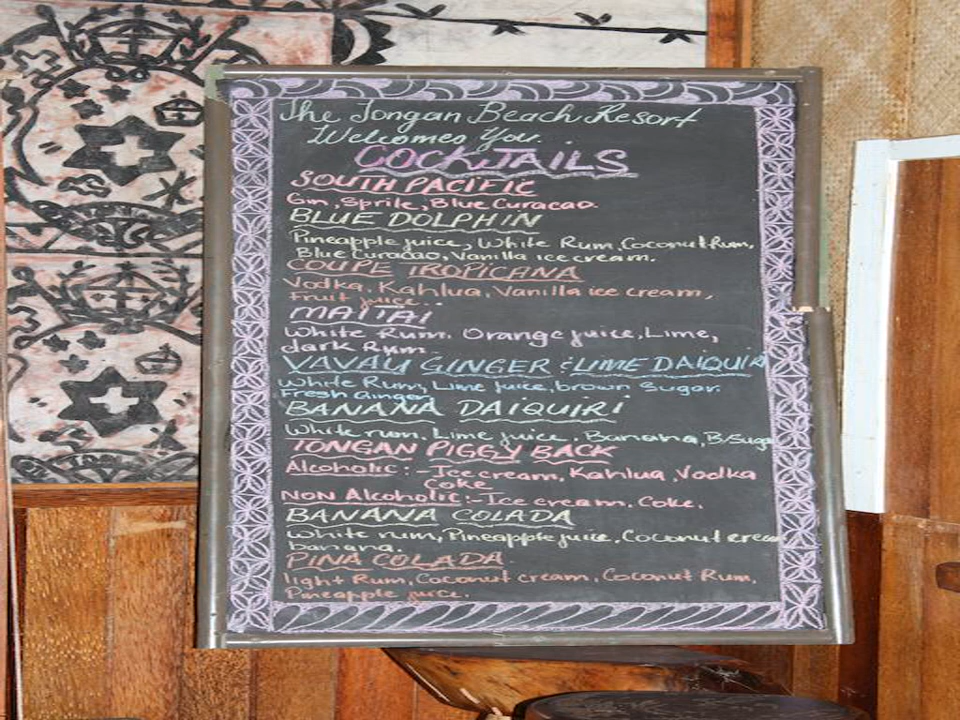 The Tongan Beach Resort
Welcomes You.
COCKTAILS
SOUTH PACIFIC
Gin, Sprite, Blue Curacao.
BLUE DOLPHIN
Pineapple juice, White Rum, Coconut Rum,
Blue Curacao, Vanilla ice cream.
COUPE TROPICANA
Vodka, Kahlua, Vanilla ice cream,
Fruit juice.
MAITAI
White Rum. Orange juice, Lime,
dark Rum.
VAVAU GINGER & LIME DAIQUIRI
White Rum, Lime juice, brown Sugar.
Fresh Ginger
BANANA DAIQUIRI
White rum. Lime juice. Banana, B/Suga
TONGAN PIGGY BACK
Alcoholic:- Ice cream, Kahlua, Vodka
Coke
NON Alcoholic:- Ice cream. Coke.
BANANA COLADA
White rum, Pineapple juice. Coconut cream
banana.
PINA COLADA
light Rum, Coconut cream, Coconut Rum,
Pineapple juice.